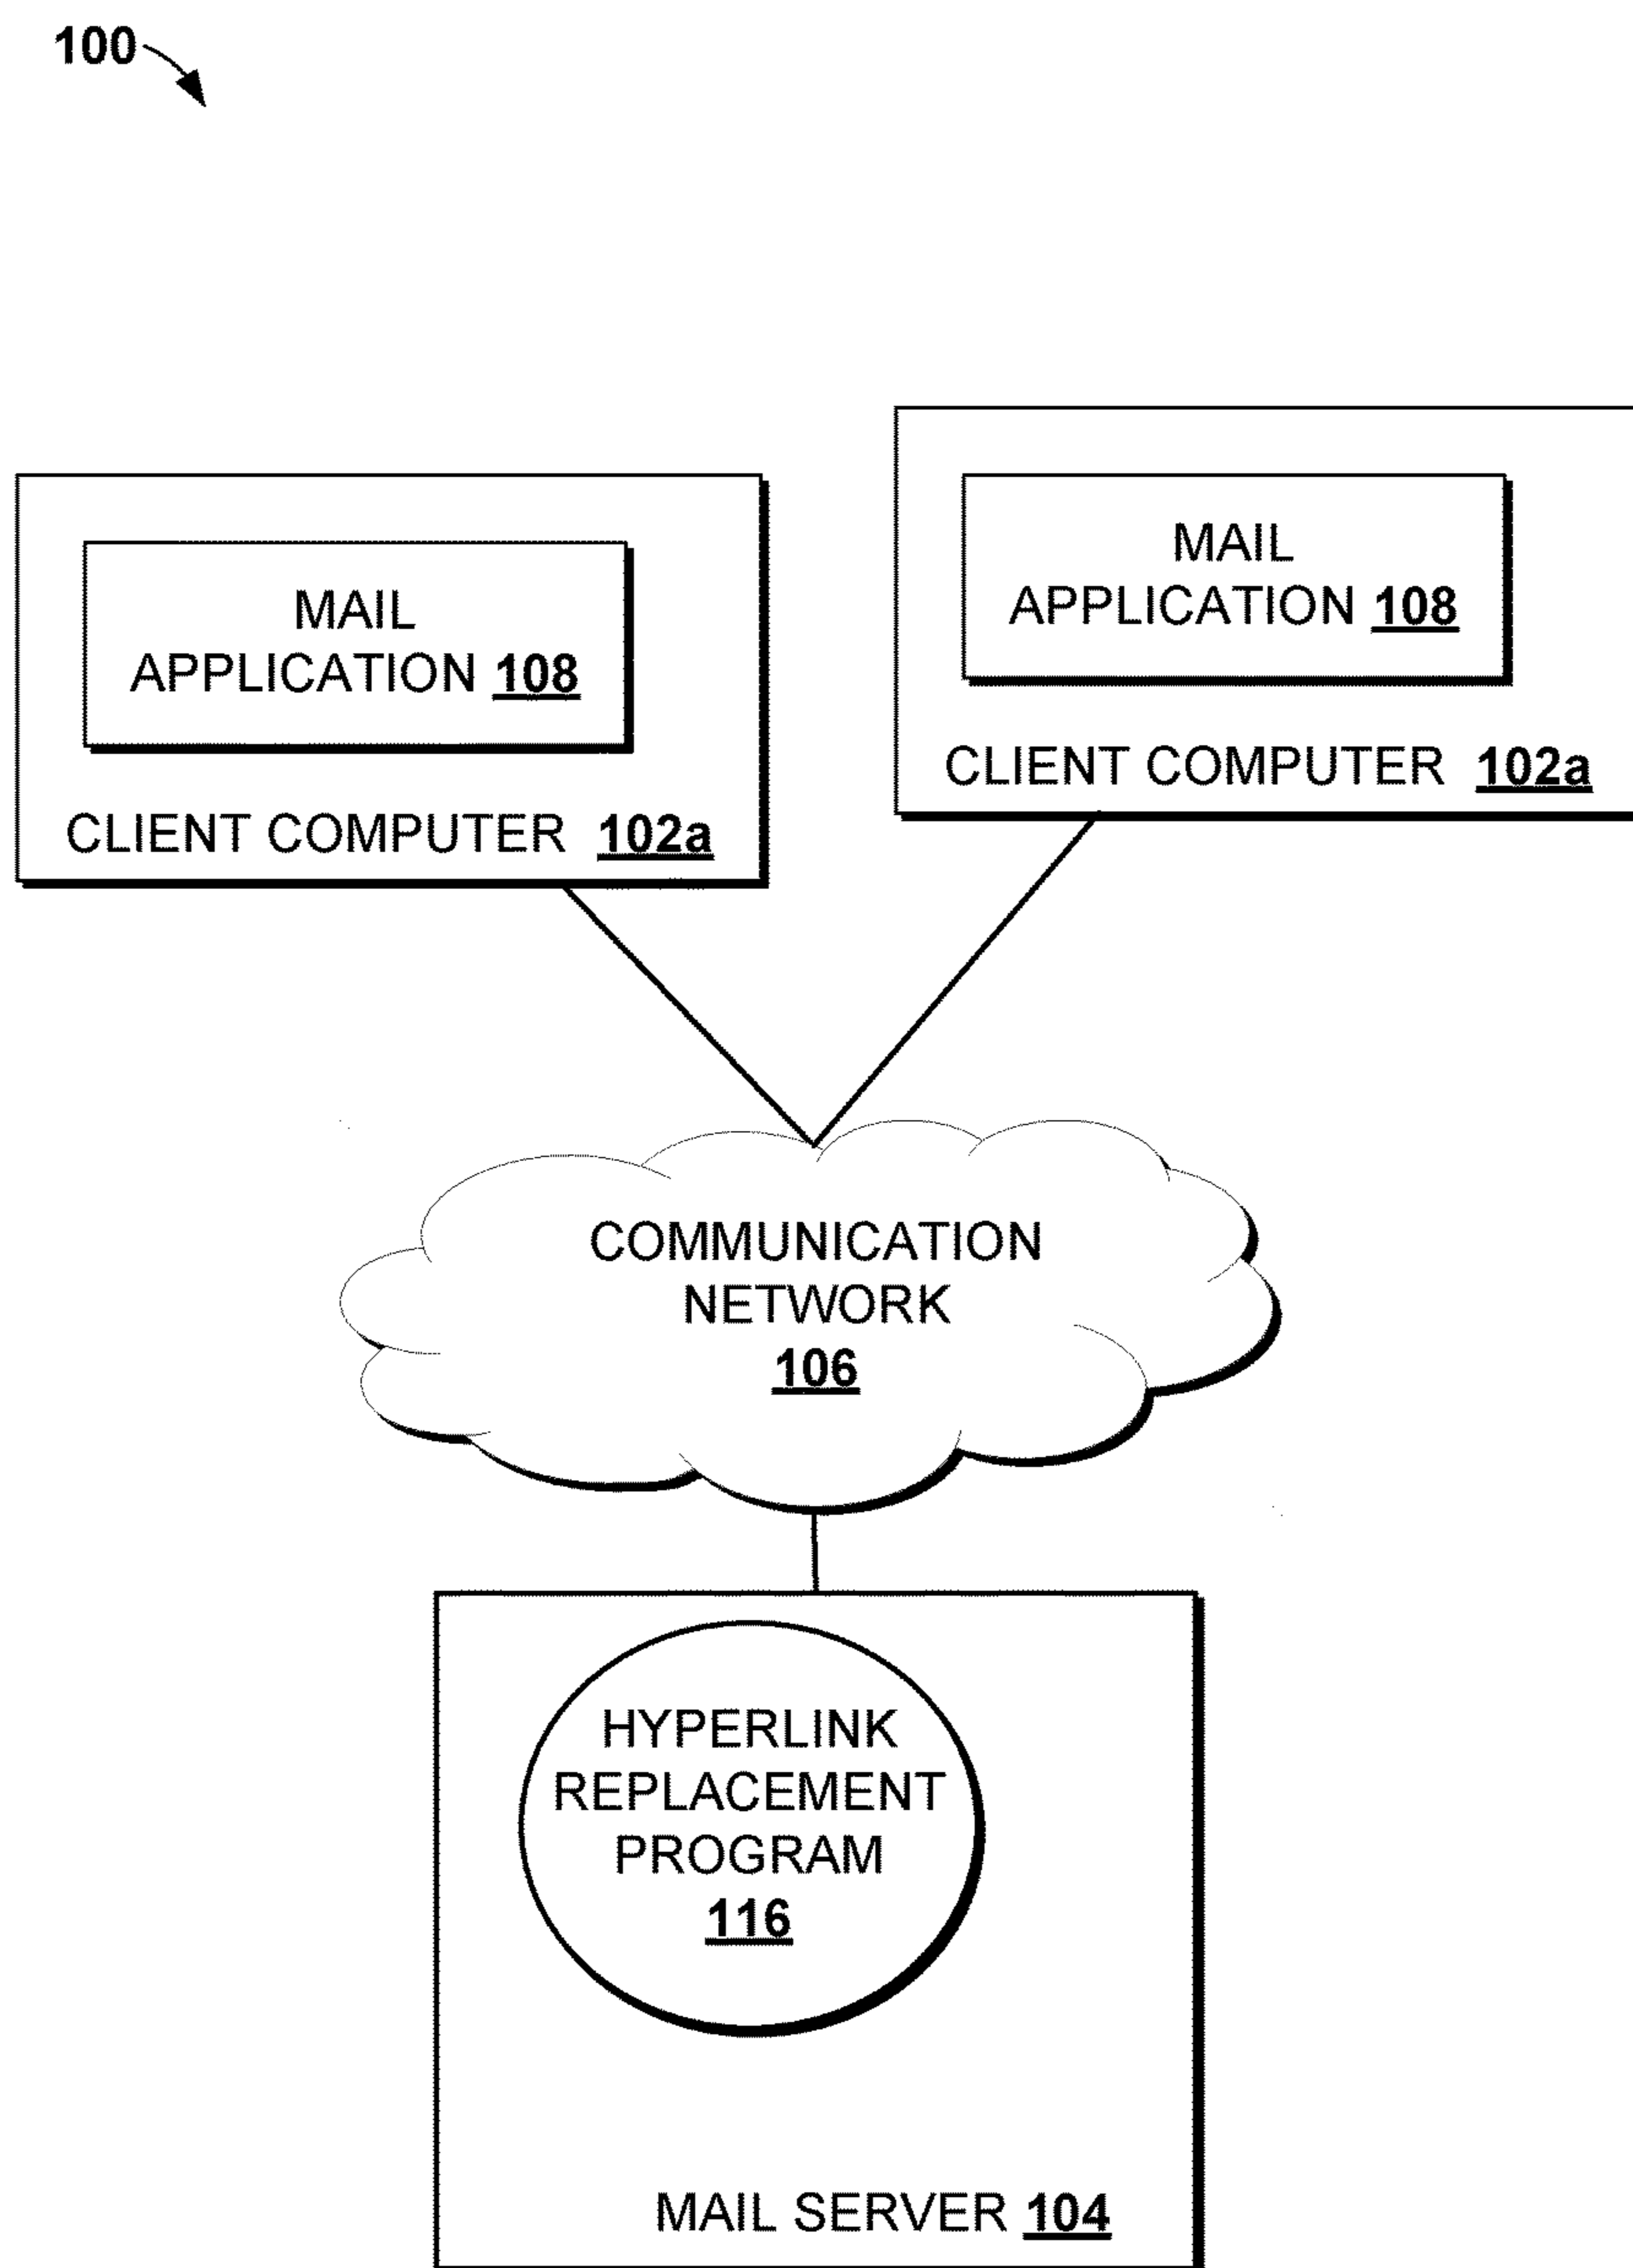 100
MAIL
APPLICATION 108
CLIENT COMPUTER 102a
MAIL
APPLICATION 108
CLIENT COMPUTER 102a
COMMUNICATION
NETWORK
106
HYPERLINK
REPLACEMENT
PROGRAM
116
MAIL SERVER 104